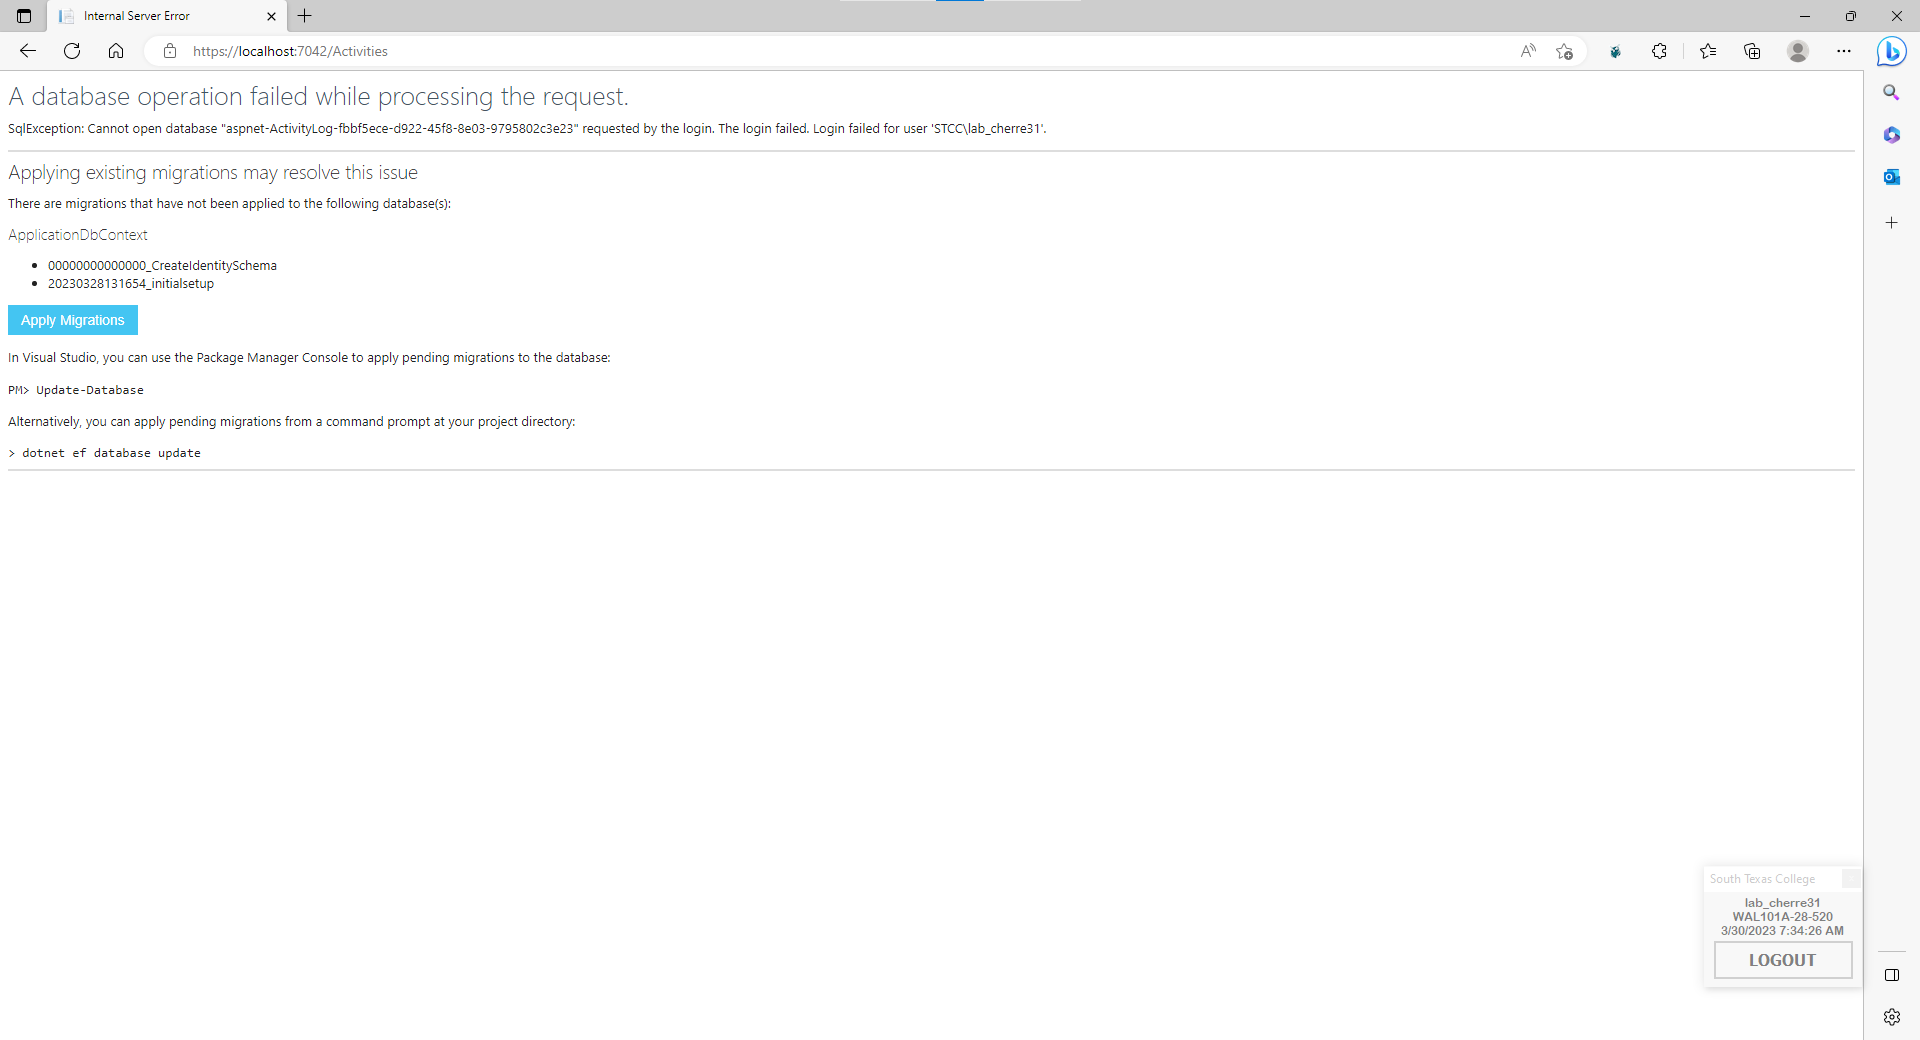 Internal Server Error
https://localhost:7042/Activities
A database operation failed while processing the request.
SqlException: Cannot open database "aspnet-ActivityLog-fbbf5ece-d922-45f8-8e03-9795802c3e23" requested by the login. The login failed. Login failed for user 'STCC\lab_cherre31'.
Applying existing migrations may resolve this issue
There are migrations that have not been applied to the following database(s):
ApplicationDbContext
• 00000000000000_CreateIdentitySchema
• 20230328131654_initialsetup
Apply Migrations
In Visual Studio, you can use the Package Manager Console to apply pending migrations to the database:
PM> Update-Database
Alternatively, you can apply pending migrations from a command prompt at your project directory:
> dotnet ef database update
South Texas College
lab_cherre31
WAL101A-28-520
3/30/2023 7:34:26 AM
LOGOUT